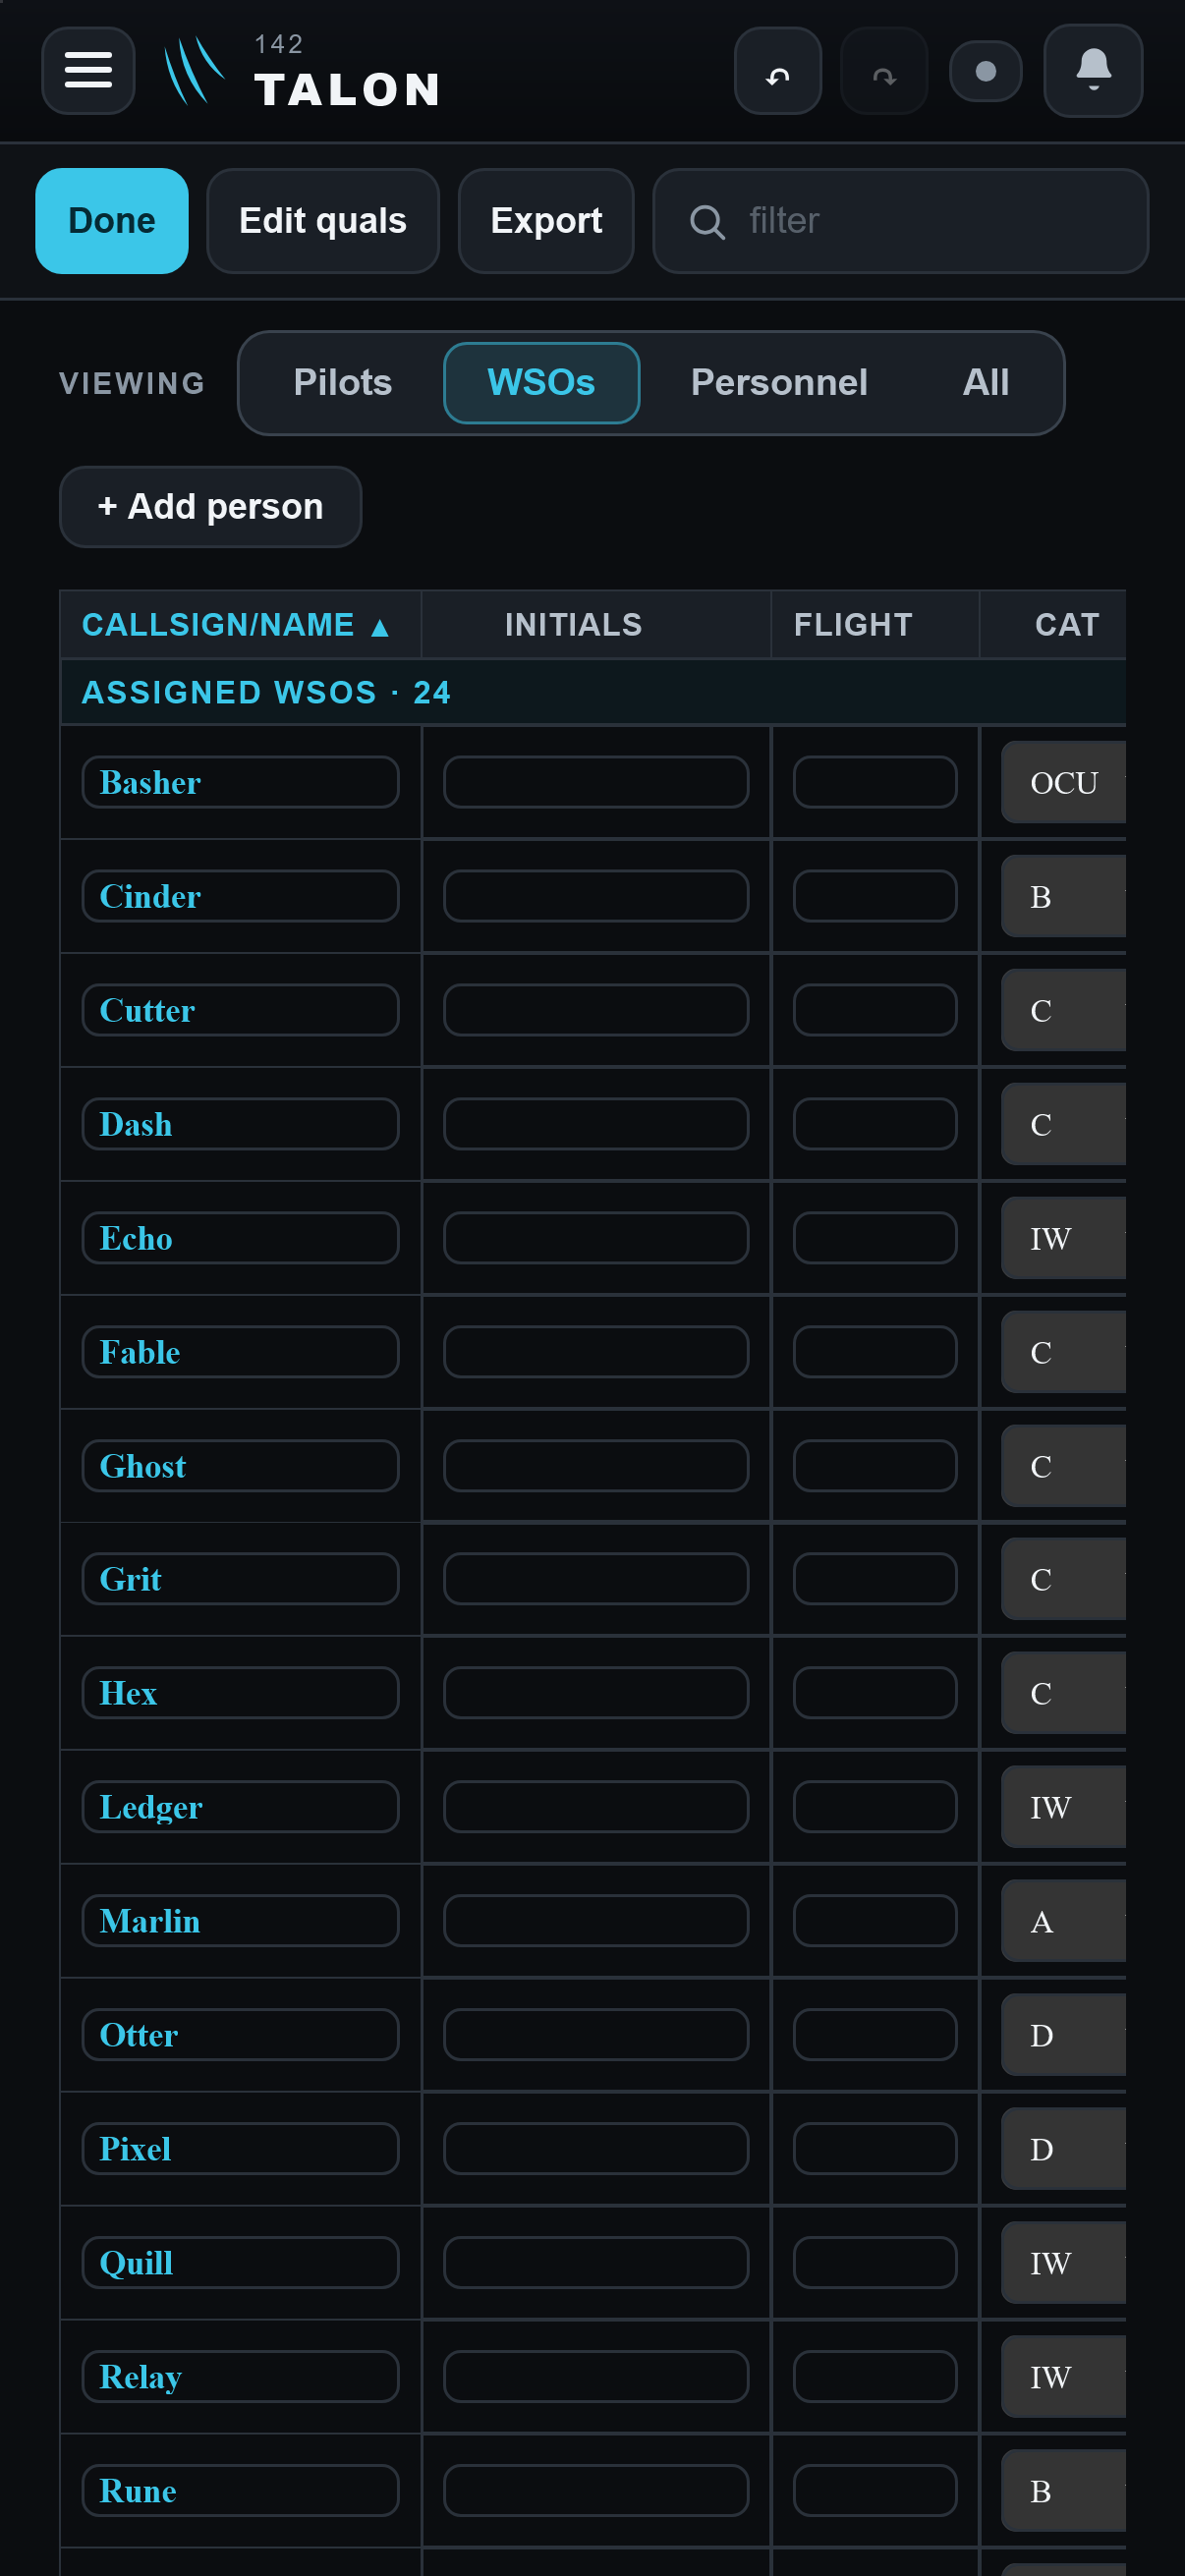 142
TALON
Done Edit quals Export filter
VIEWING Pilots WSOs Personnel All
+ Add person
CALLSIGN/NAME ▲ INITIALS FLIGHT CAT
ASSIGNED WSOS · 24
Basher OCU
Cinder B
Cutter C
Dash C
Echo IW
Fable C
Ghost C
Grit C
Hex C
Ledger IW
Marlin A
Otter D
Pixel D
Quill IW
Relay IW
Rune B